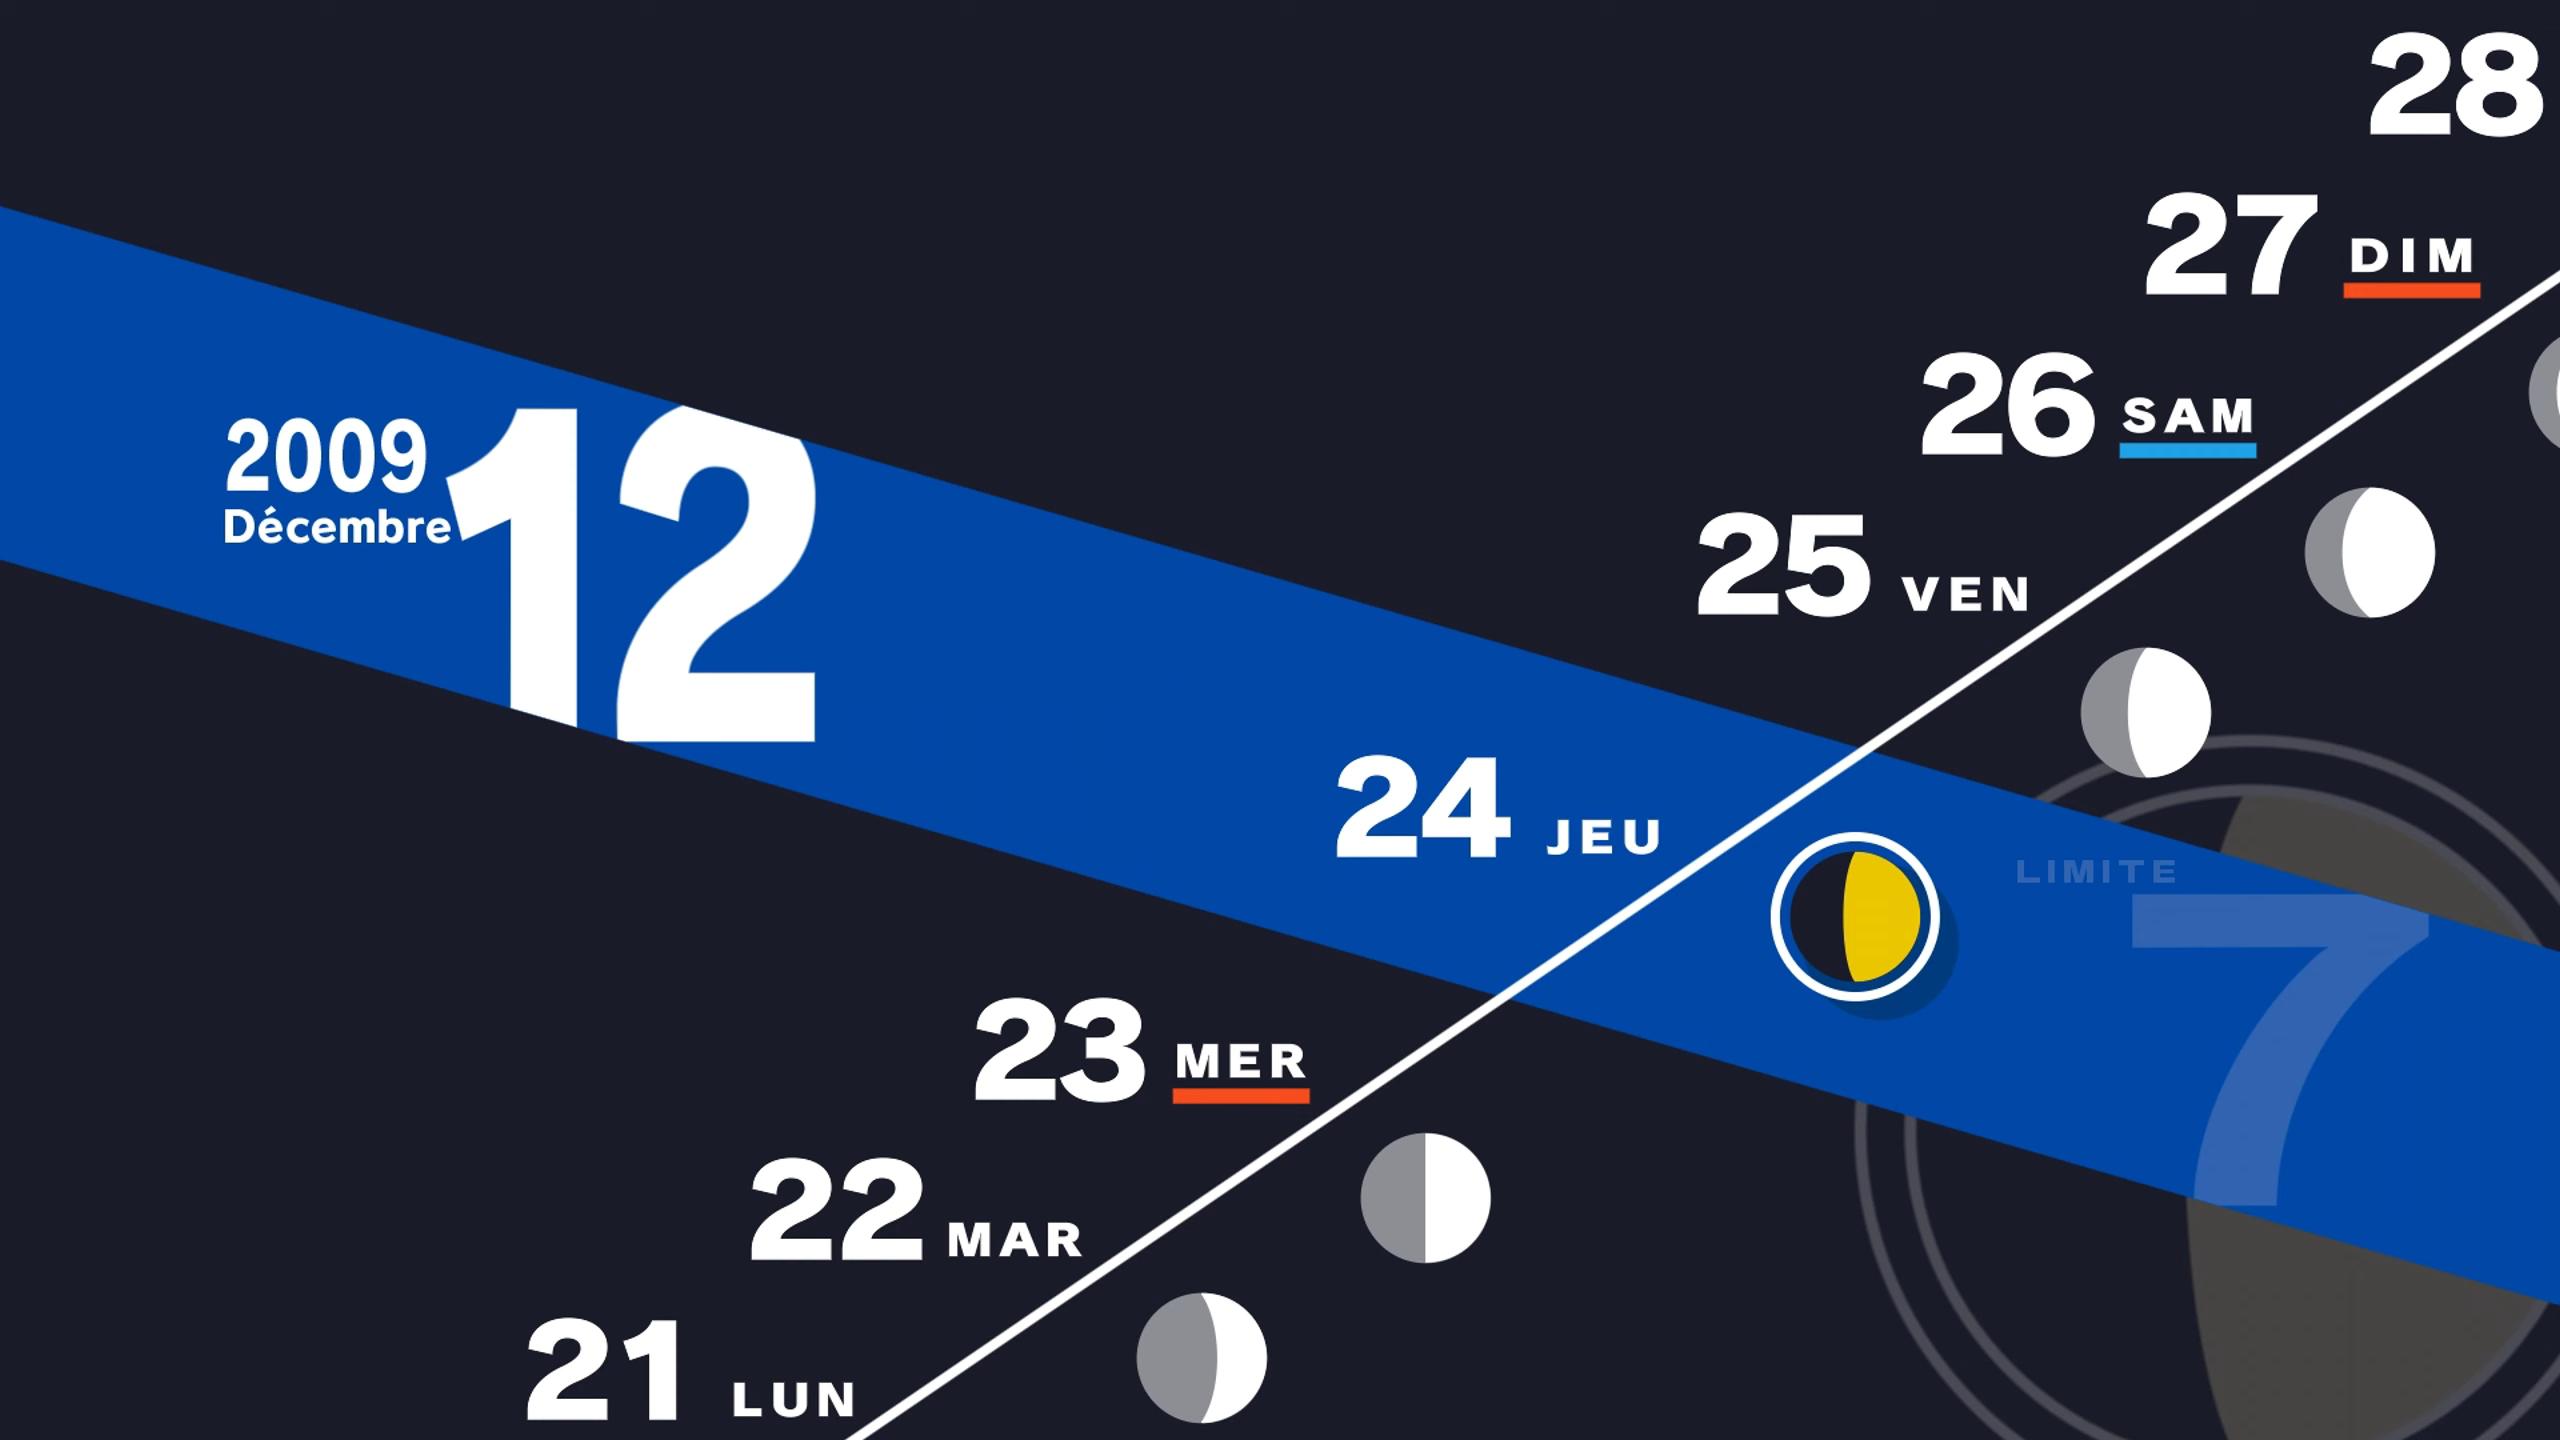 28
27 DIM
26 SAM
2009
Décembre
12
25 VEN
24 JEU
LIMITE
7
23 MER
22 MAR
21 LUN